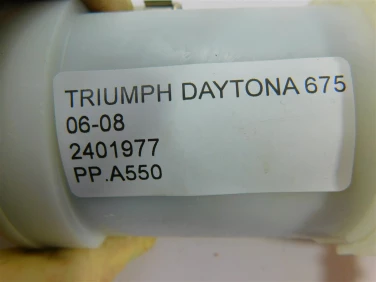 TRIUMPH DAYTONA 675
06-08
2401977
PP.A550